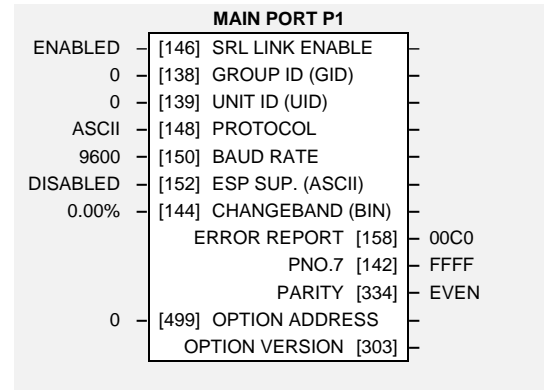 MAIN PORT P1
ENABLED – [146] SRL LINK ENABLE –
0 – [138] GROUP ID (GID) –
0 – [139] UNIT ID (UID) –
ASCII – [148] PROTOCOL –
9600 – [150] BAUD RATE –
DISABLED – [152] ESP SUP. (ASCII) –
0.00% – [144] CHANGEBAND (BIN) –
ERROR REPORT [158] – 00C0
PNO.7 [142] – FFFF
PARITY [334] – EVEN
0 – [499] OPTION ADDRESS –
OPTION VERSION [303] –